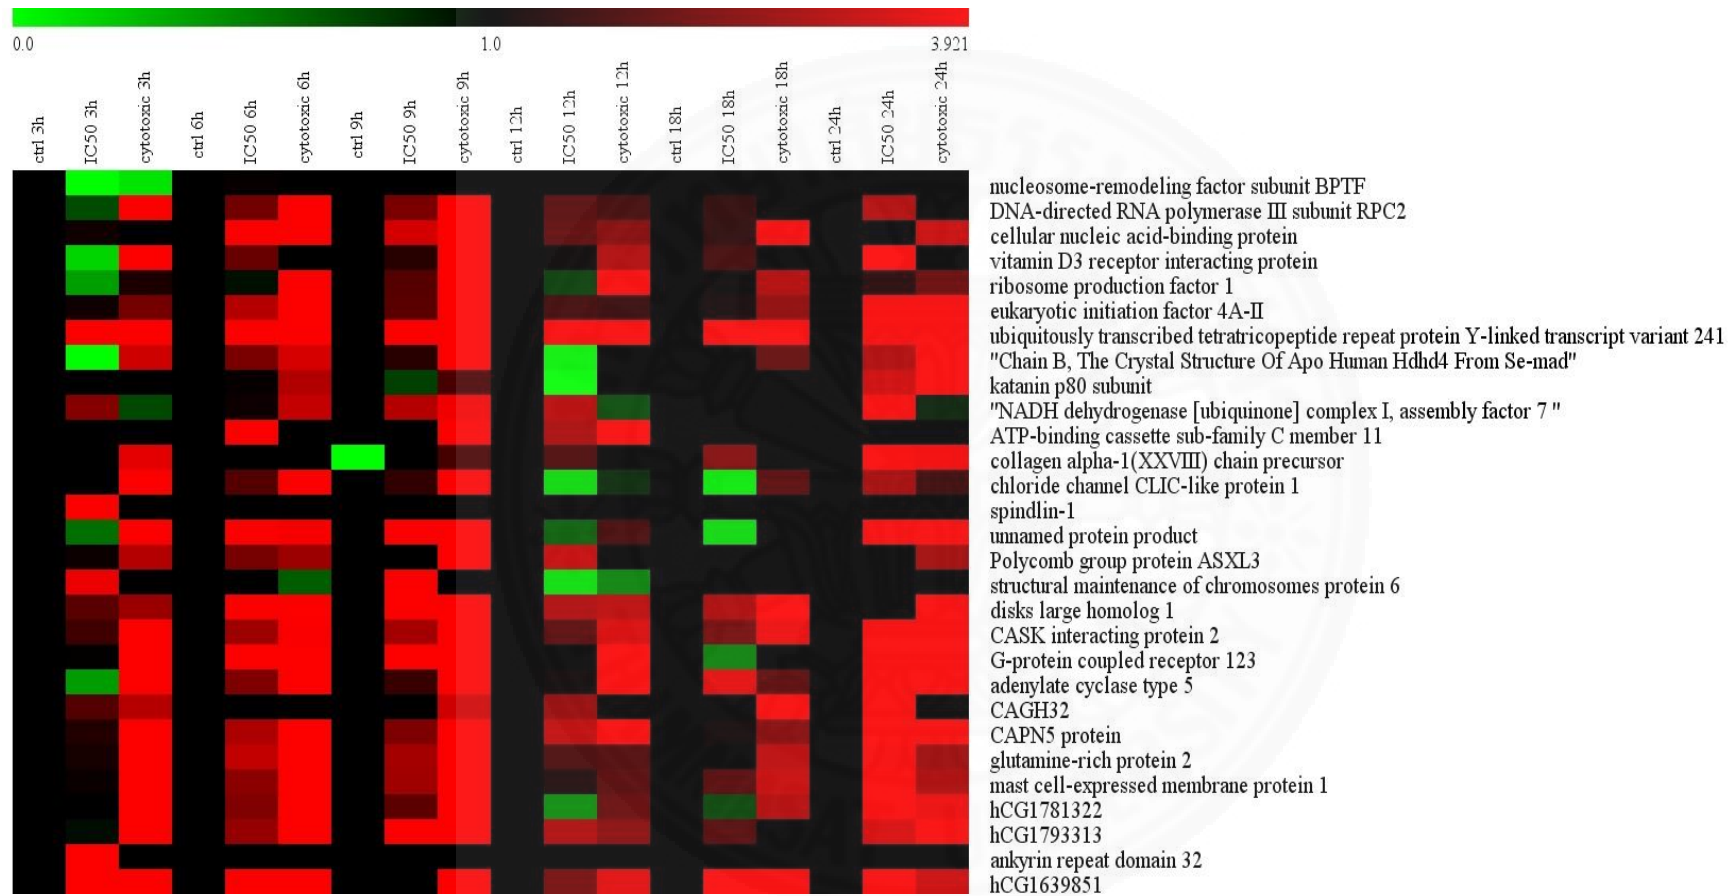 0.0 1.0 3.921
ctrl 3h
IC50 3h
cytotoxic 3h
ctrl 6h
IC50 6h
cytotoxic 6h
ctrl 9h
IC50 9h
cytotoxic 9h
ctrl 12h
IC50 12h
cytotoxic 12h
ctrl 18h
IC50 18h
cytotoxic 18h
ctrl 24h
IC50 24h
cytotoxic 24h
nucleosome-remodeling factor subunit BPTF
DNA-directed RNA polymerase III subunit RPC2
cellular nucleic acid-binding protein
vitamin D3 receptor interacting protein
ribosome production factor 1
eukaryotic initiation factor 4A-II
ubiquitously transcribed tetratricopeptide repeat protein Y-linked transcript variant 241
"Chain B, The Crystal Structure Of Apo Human Hdhd4 From Se-mad"
katanin p80 subunit
"NADH dehydrogenase [ubiquinone] complex I, assembly factor 7 "
ATP-binding cassette sub-family C member 11
collagen alpha-1(XXVIII) chain precursor
chloride channel CLIC-like protein 1
spindlin-1
unnamed protein product
Polycomb group protein ASXL3
structural maintenance of chromosomes protein 6
disks large homolog 1
CASK interacting protein 2
G-protein coupled receptor 123
adenylate cyclase type 5
CAGH32
CAPN5 protein
glutamine-rich protein 2
mast cell-expressed membrane protein 1
hCG1781322
hCG1793313
ankyrin repeat domain 32
hCG1639851